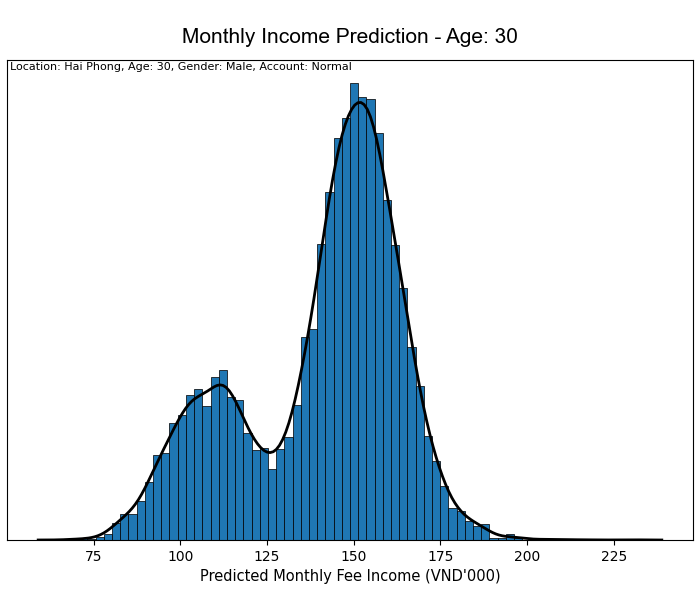 Monthly Income Prediction - Age: 30
Location: Hai Phong, Age: 30, Gender: Male, Account: Normal
75 100 125 150 175 200 225
Predicted Monthly Fee Income (VND'000)